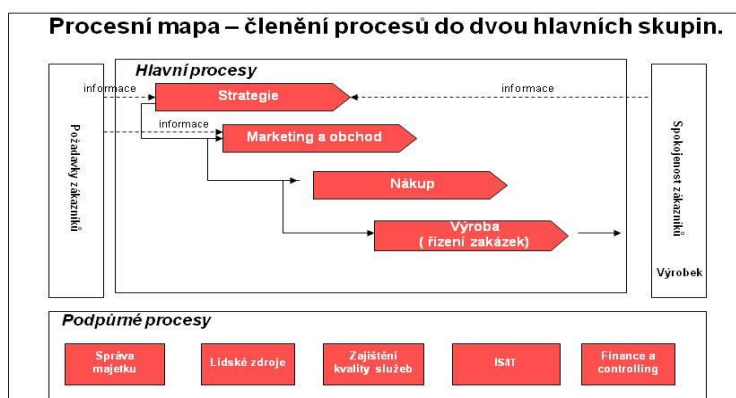 Procesní mapa – členění procesů do dvou hlavních skupin.
Hlavní procesy
informace
informace
Strategie
informace
Marketing a obchod
Nákup
Výroba
( řízení zakázek)
Požadavky zákazníků
Spokojenost zákazníků
Výrobek
Podpůrné procesy
Správa
majetku
Lidské zdroje
Zajištění
kvality služeb
IS/IT
Finance a
controlling